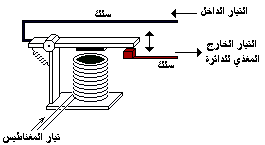 التيار الداخل
سلك
التيار الخارج
المغذي للدائرة
سلك
تيار المغناطيس